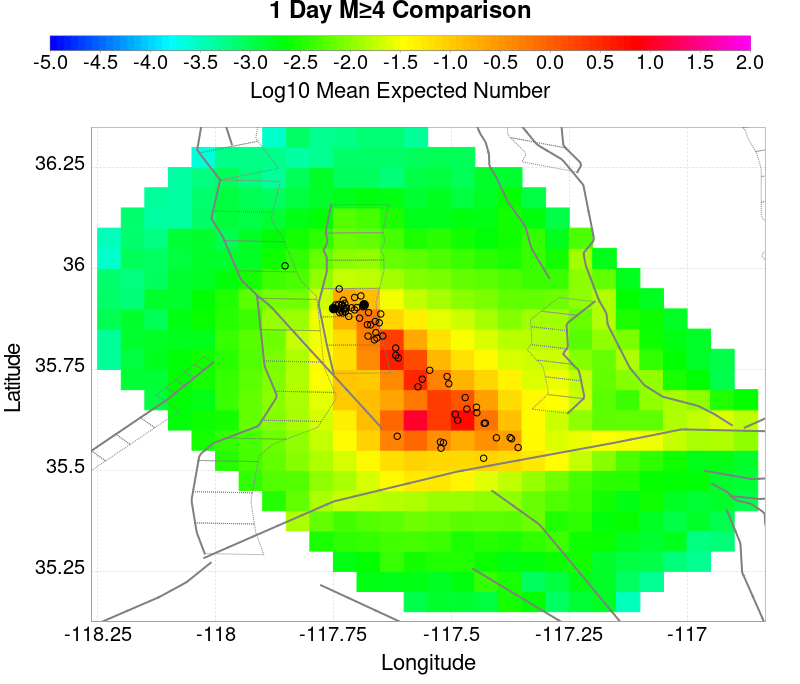 1 Day M≥4 Comparison
-5.0 -4.5 -4.0 -3.5 -3.0 -2.5 -2.0 -1.5 -1.0 -0.5 0.0 0.5 1.0 1.5 2.0
Log10 Mean Expected Number
36.25
36
35.75
35.5
35.25
Latitude
-118.25 -118 -117.75 -117.5 -117.25 -117
Longitude